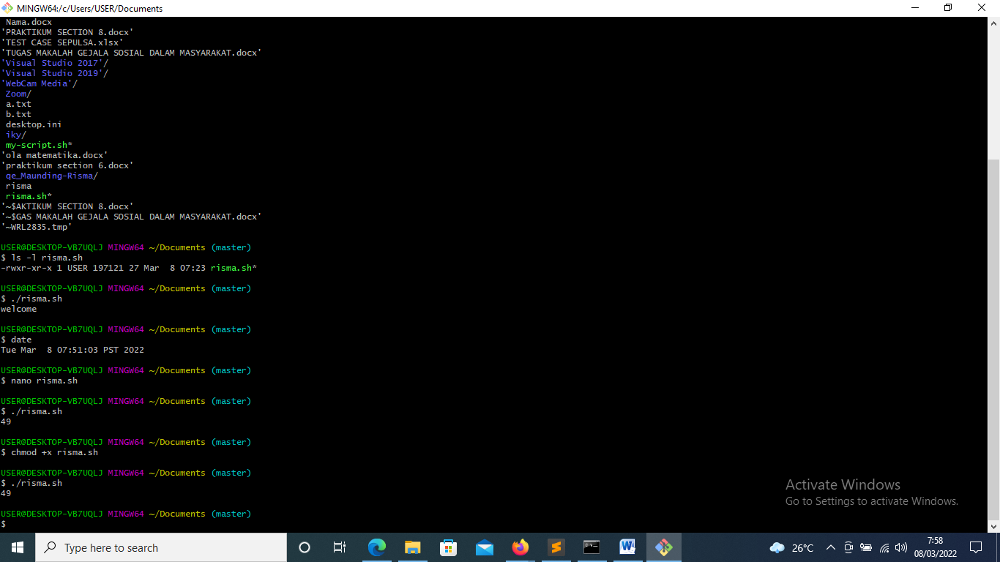 MINGW64:/c/Users/USER/Documents
Nama.docx
'PRAKTIKUM SECTION 8.docx'
'TEST CASE SEPULSA.xlsx'
'TUGAS MAKALAH GEJALA SOSIAL DALAM MASYARAKAT.docx'
'Visual Studio 2017'/
'Visual Studio 2019'/
'WebCam Media'/
Zoom/
a.txt
b.txt
desktop.ini
iky/
my-script.sh*
'ola matematika.docx'
'praktikum section 6.docx'
qe_Maunding-Risma/
risma
risma.sh*
'~$AKTIKUM SECTION 8.docx'
'~$GAS MAKALAH GEJALA SOSIAL DALAM MASYARAKAT.docx'
'~WRL2835.tmp'
USER@DESKTOP-VB7UQLJ MINGW64 ~/Documents (master)
$ ls -l risma.sh
-rwxr-xr-x 1 USER 197121 27 Mar  8 07:23 risma.sh*
USER@DESKTOP-VB7UQLJ MINGW64 ~/Documents (master)
$ ./risma.sh
welcome
USER@DESKTOP-VB7UQLJ MINGW64 ~/Documents (master)
$ date
Tue Mar  8 07:51:03 PST 2022
USER@DESKTOP-VB7UQLJ MINGW64 ~/Documents (master)
$ nano risma.sh
USER@DESKTOP-VB7UQLJ MINGW64 ~/Documents (master)
$ ./risma.sh
49
USER@DESKTOP-VB7UQLJ MINGW64 ~/Documents (master)
$ chmod +x risma.sh
USER@DESKTOP-VB7UQLJ MINGW64 ~/Documents (master)
$ ./risma.sh
49
USER@DESKTOP-VB7UQLJ MINGW64 ~/Documents (master)
$
Activate Windows
Go to Settings to activate Windows.
Type here to search
26°C
7:58
08/03/2022